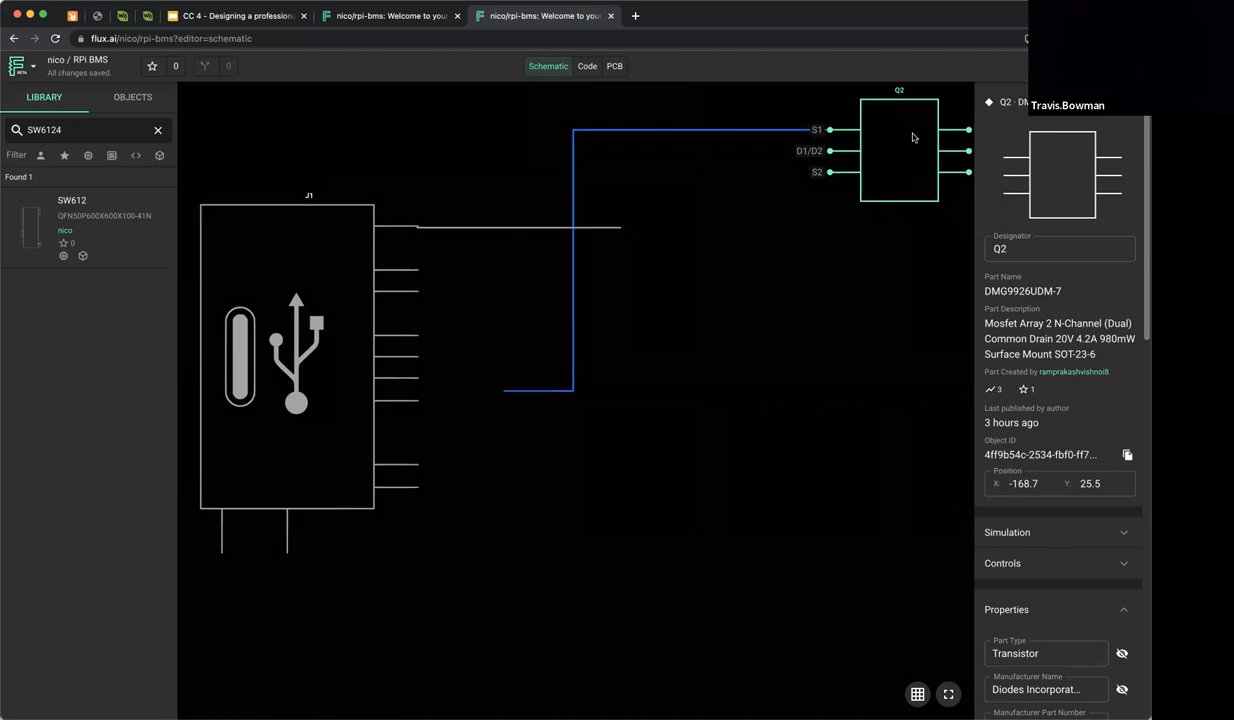 CC 4 - Designing a profession
nico/rpi-bms: Welcome to your
nico/rpi-bms: Welcome to your
flux.ai/nico/rpi-bms?editor=schematic
BETA
nico / RPi BMS
All changes saved.
0
0
Schematic
Code
PCB
Travis.Bowman
LIBRARY
OBJECTS
SW6124
Filter
Found 1
SW612
QFN50P600X600X100-41N
nico
0
J1
Q2
S1
D1/D2
S2
Q2 · DM
Designator
Q2
Part Name
DMG9926UDM-7
Part Description
Mosfet Array 2 N-Channel (Dual)
Common Drain 20V 4.2A 980mW
Surface Mount SOT-23-6
Part Created by ramprakashvishnoi8
3
1
Last published by author
3 hours ago
Object ID
4ff9b54c-2534-fbf0-ff7...
Position
X: -168.7 Y: 25.5
Simulation
Controls
Properties
Part Type
Transistor
Manufacturer Name
Diodes Incorporat...
Manufacturer Part Number